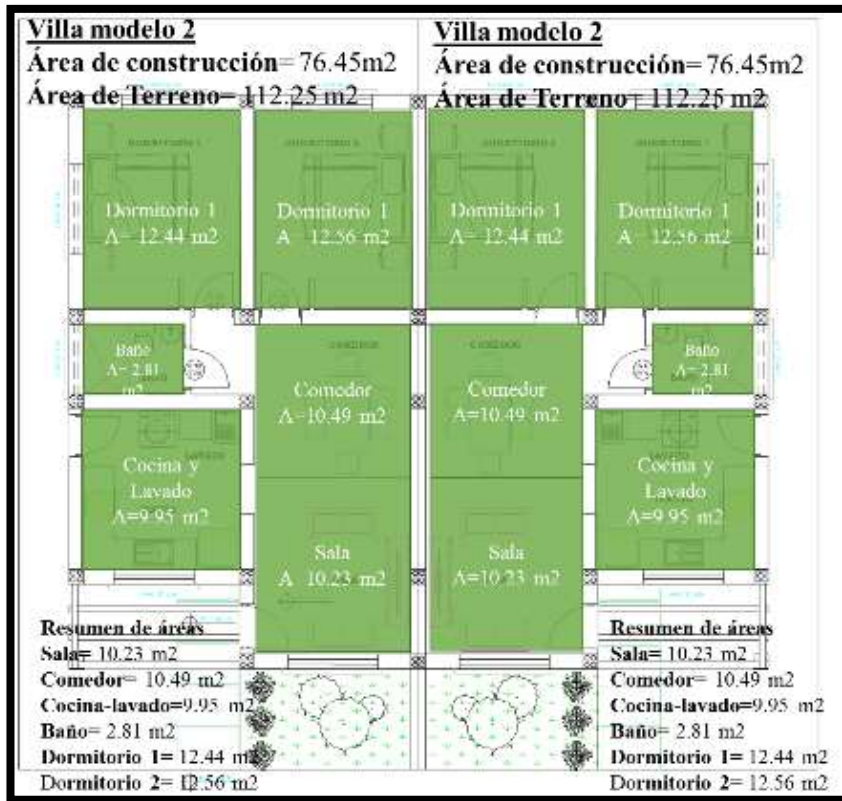 Villa modelo 2
Área de construcción= 76.45m2
Área de Terreno= 112.25 m2
Villa modelo 2
Área de construcción= 76.45m2
Área de Terreno= 112.25 m2
Dormitorio 1
A= 12.44 m2
Dormitorio 1
A 12.56 m2
Dormitorio 1
A= 12.44 m2
Dormitorio 1
A 12.56 m2
Baño
A= 2.81
m2
Comedor
A=10.49 m2
Comedor
A=10.49 m2
Baño
A= 2.81
m2
Cocina y
Lavado
A=9.95 m2
Sala
A 10.23 m2
Sala
A=10.23 m2
Cocina y
Lavado
A=9.95 m2
Resumen de áreas
Sala= 10.23 m2
Comedor= 10.49 m2
Cocina-lavado=9.95 m2
Baño= 2.81 m2
Dormitorio 1= 12.44 m2
Dormitorio 2= 12.56 m2
Resumen de áreas
Sala= 10.23 m2
Comedor= 10.49 m2
Cocina-lavado=9.95 m2
Baño= 2.81 m2
Dormitorio 1= 12.44 m2
Dormitorio 2= 12.56 m2